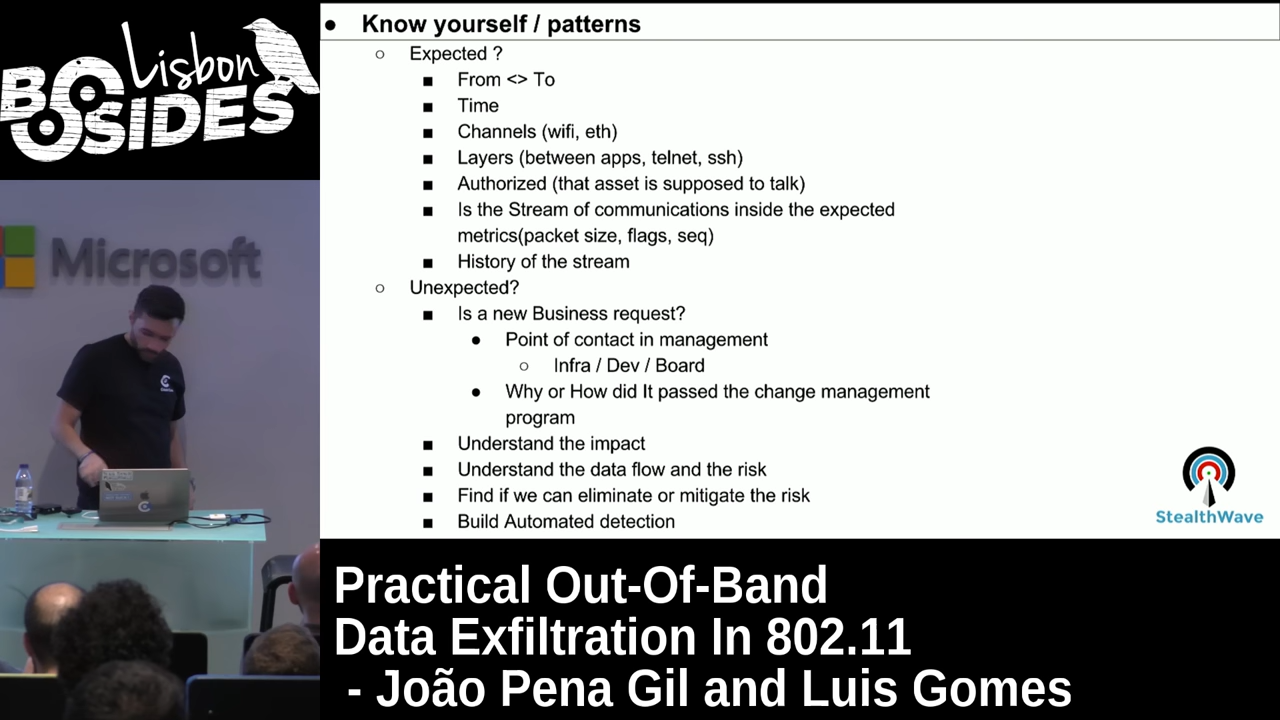 Lisbon
BSIDES
Microsoft
● Know yourself / patterns
○ Expected ?
■ From <> To
■ Time
■ Channels (wifi, eth)
■ Layers (between apps, telnet, ssh)
■ Authorized (that asset is supposed to talk)
■ Is the Stream of communications inside the expected
metrics(packet size, flags, seq)
■ History of the stream
○ Unexpected?
■ Is a new Business request?
● Point of contact in management
○ Infra / Dev / Board
● Why or How did It passed the change management
program
■ Understand the impact
■ Understand the data flow and the risk
■ Find if we can eliminate or mitigate the risk
■ Build Automated detection
StealthWave
Practical Out-Of-Band
Data Exfiltration In 802.11
- João Pena Gil and Luis Gomes